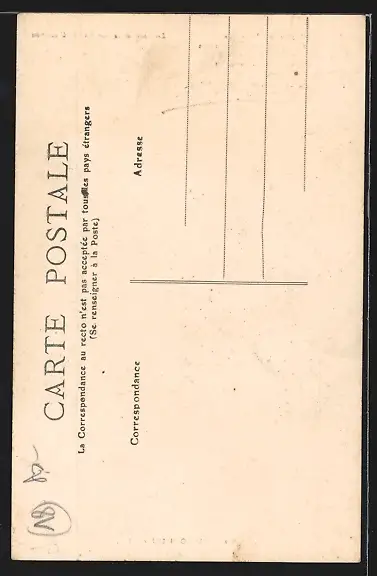 CARTE POSTALE
La Correspondance au recto n'est pas acceptée par tous les pays étrangers
(Se renseigner à la Poste)
Correspondance
Adresse